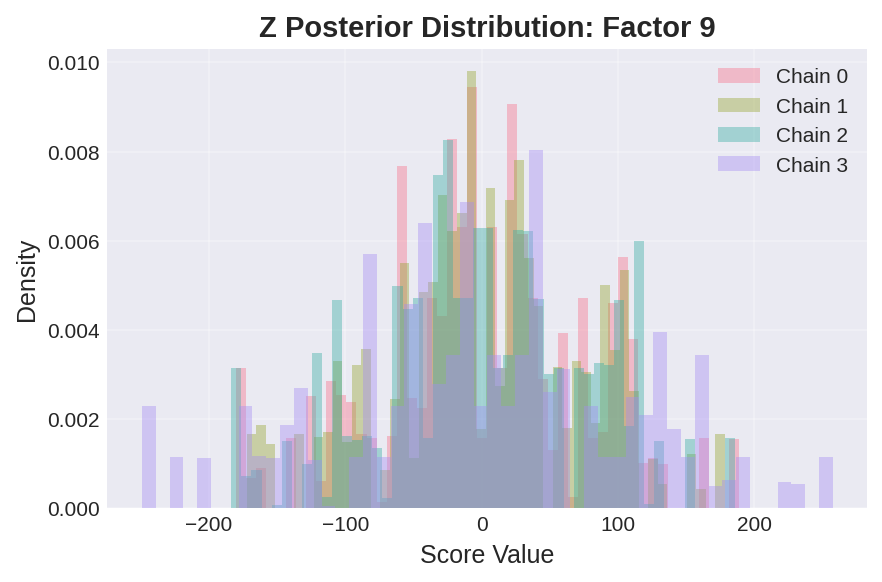 Z Posterior Distribution: Factor 9
0.010
0.008
0.006
0.004
0.002
0.000
Density
−200
−100
0
100
200
Score Value
Chain 0
Chain 1
Chain 2
Chain 3